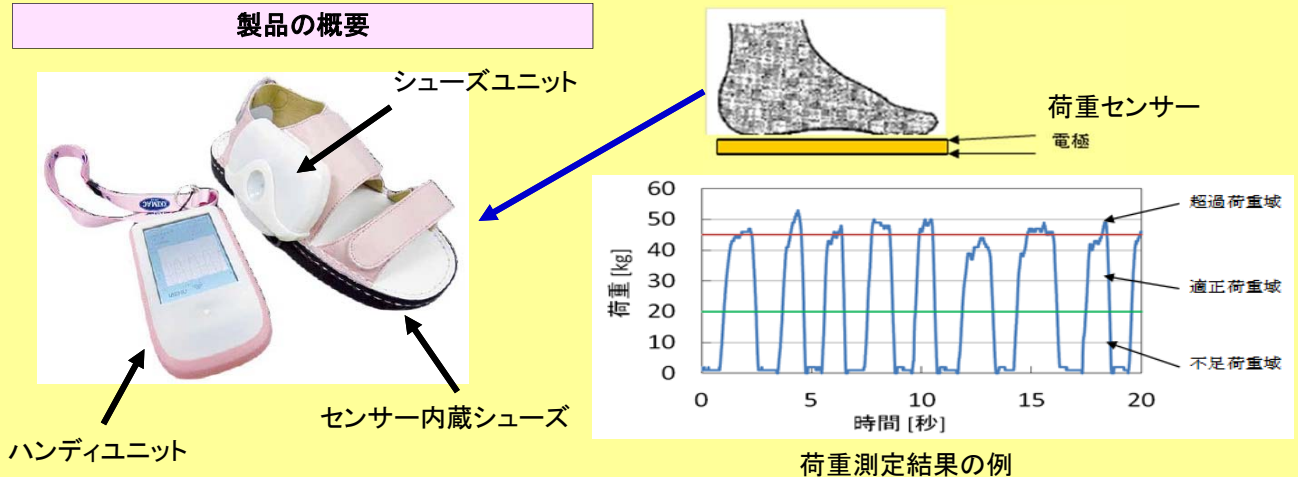 製品の概要
シューズユニット
荷重センサー
電極
センサー内蔵シューズ
ハンディユニット
荷重 [kg]
60
50
40
30
20
10
0
0 5 10 15 20
時間 [秒]
超過荷重域
適正荷重域
不足荷重域
荷重測定結果の例